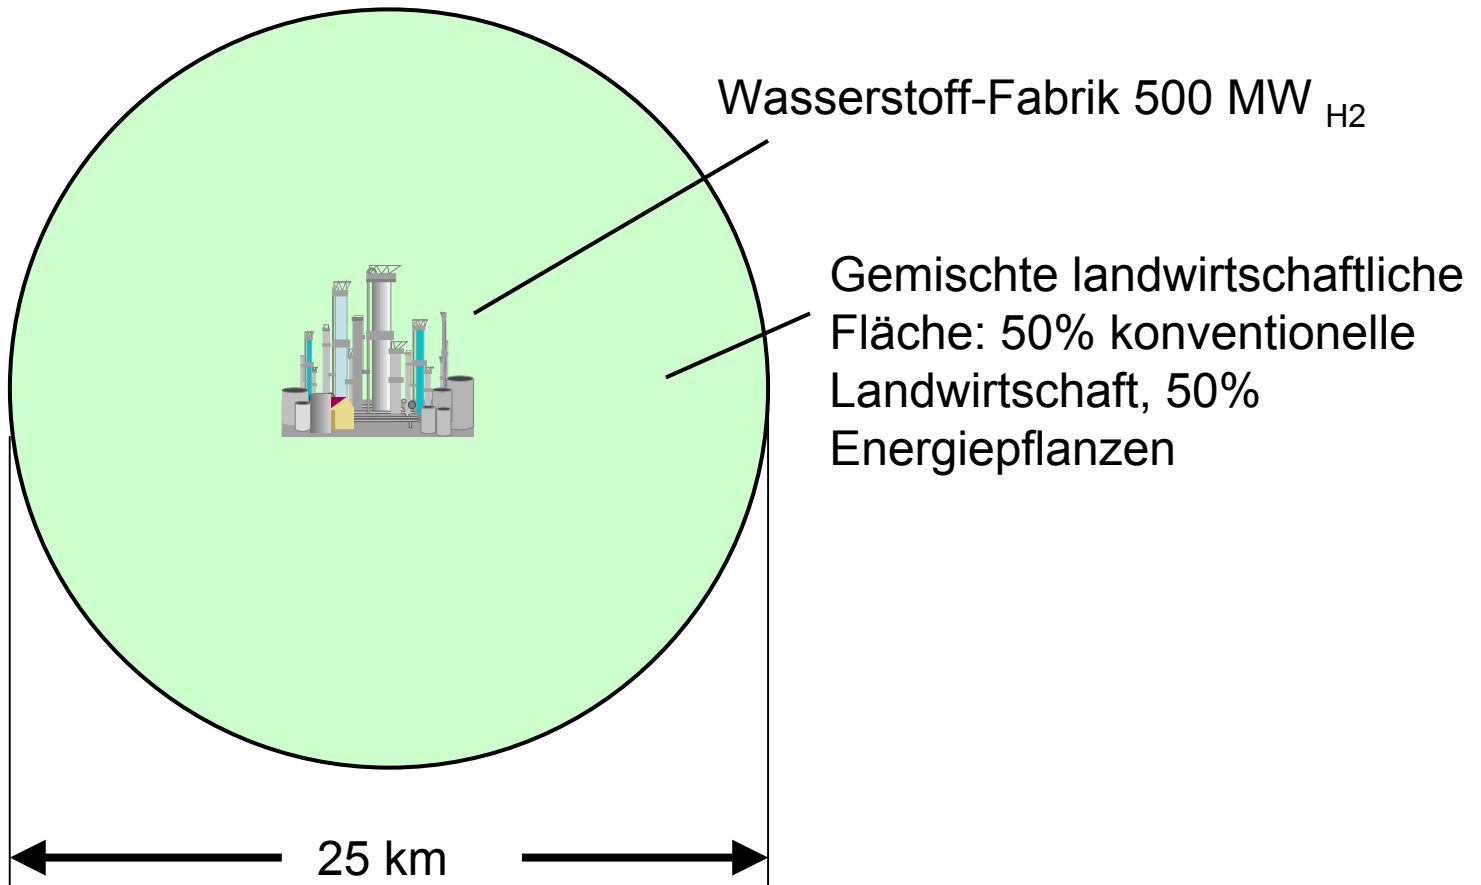 Wasserstoff-Fabrik 500 MW H2
Gemischte landwirtschaftliche
Fläche: 50% konventionelle
Landwirtschaft, 50%
Energiepflanzen
25 km